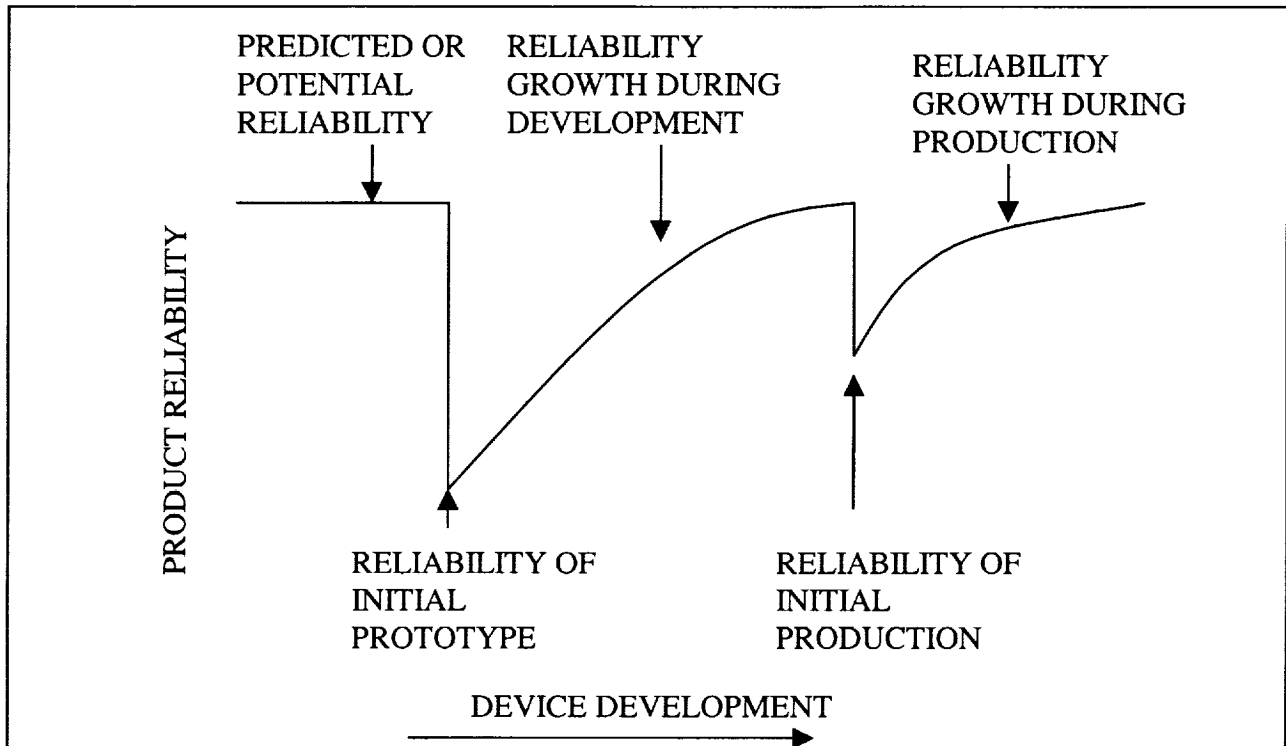 PREDICTED OR
POTENTIAL
RELIABILITY
RELIABILITY
GROWTH DURING
DEVELOPMENT
RELIABILITY
GROWTH DURING
PRODUCTION
PRODUCT RELIABILITY
RELIABILITY OF
INITIAL
PROTOTYPE
RELIABILITY OF
INITIAL
PRODUCTION
DEVICE DEVELOPMENT